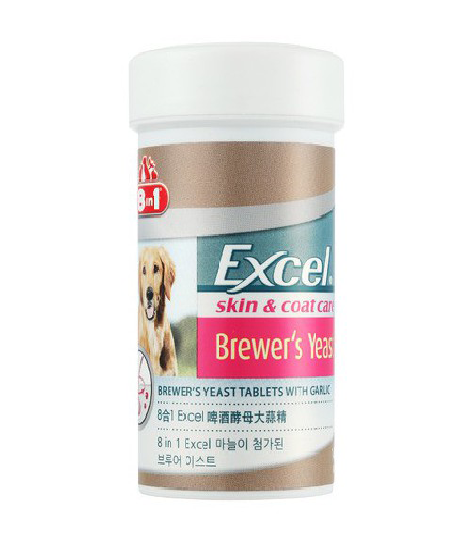 8in1
Excel
skin & coat care
Brewer's Yeast
BREWER'S YEAST TABLETS WITH GARLIC
8合1 Excel 啤酒酵母大蒜精
8 in 1 Excel 마늘이 첨가된
브루어 이스트